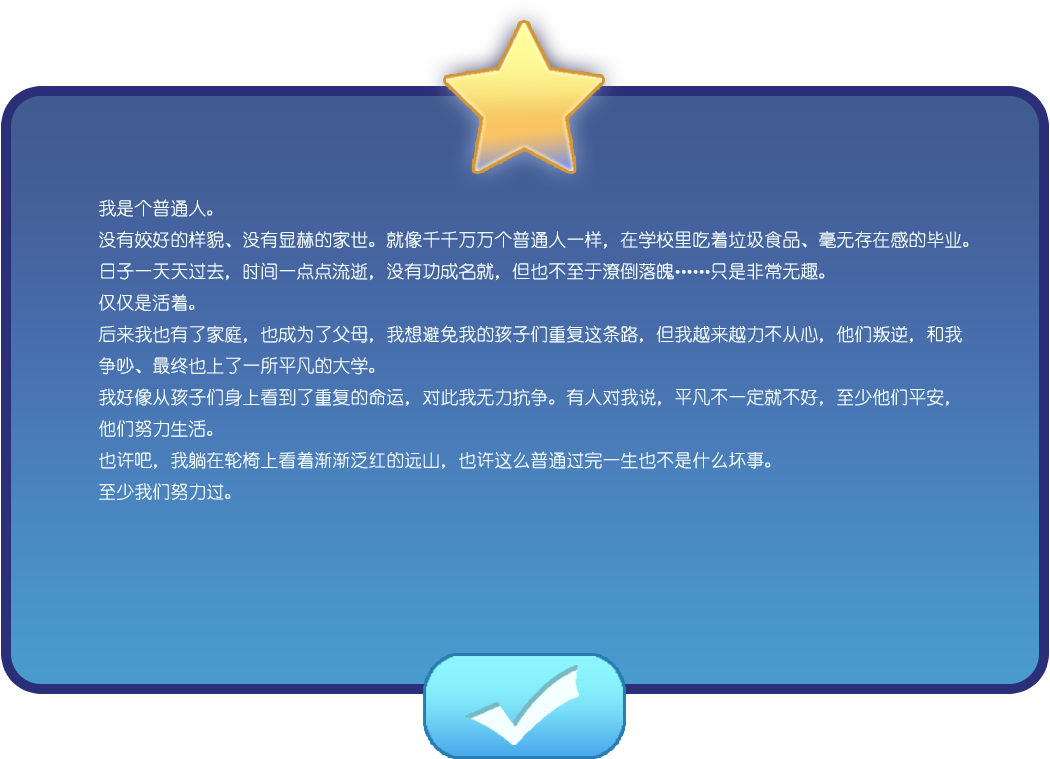 我是个普通人。
没有姣好的样貌、没有显赫的家世。就像千千万万个普通人一样，在学校里吃着垃圾食品、毫无存在感的毕业。
日子一天天过去，时间一点点流逝，没有功成名就，但也不至于潦倒落魄……只是非常无趣。
仅仅是活着。
后来我也有了家庭，也成为了父母，我想避免我的孩子们重复这条路，但我越来越力不从心，他们叛逆，和我
争吵、最终也上了一所平凡的大学。
我好像从孩子们身上看到了重复的命运，对此我无力抗争。有人对我说，平凡不一定就不好，至少他们平安，
他们努力生活。
也许吧，我躺在轮椅上看着渐渐泛红的远山，也许这么普通过完一生也不是什么坏事。
至少我们努力过。